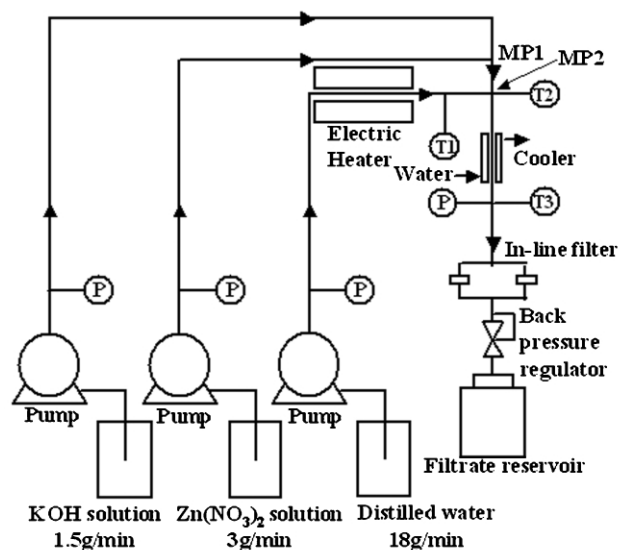 MP1
MP2
T2
Electric
Heater
T1
Water
Cooler
P
T3
In-line filter
P
P
P
Back
pressure
regulator
Pump
Pump
Pump
Filtrate reservoir
KOH solution
1.5g/min
Zn(NO₃)₂ solution
3g/min
Distilled water
18g/min